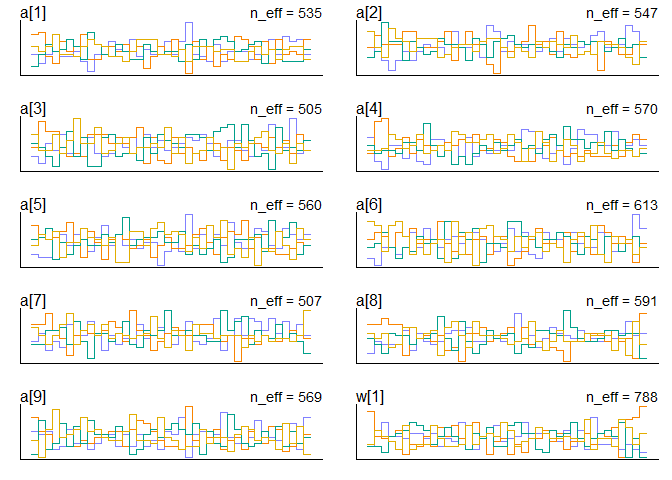 a[1] n_eff = 535
a[2] n_eff = 547
a[3] n_eff = 505
a[4] n_eff = 570
a[5] n_eff = 560
a[6] n_eff = 613
a[7] n_eff = 507
a[8] n_eff = 591
a[9] n_eff = 569
w[1] n_eff = 788